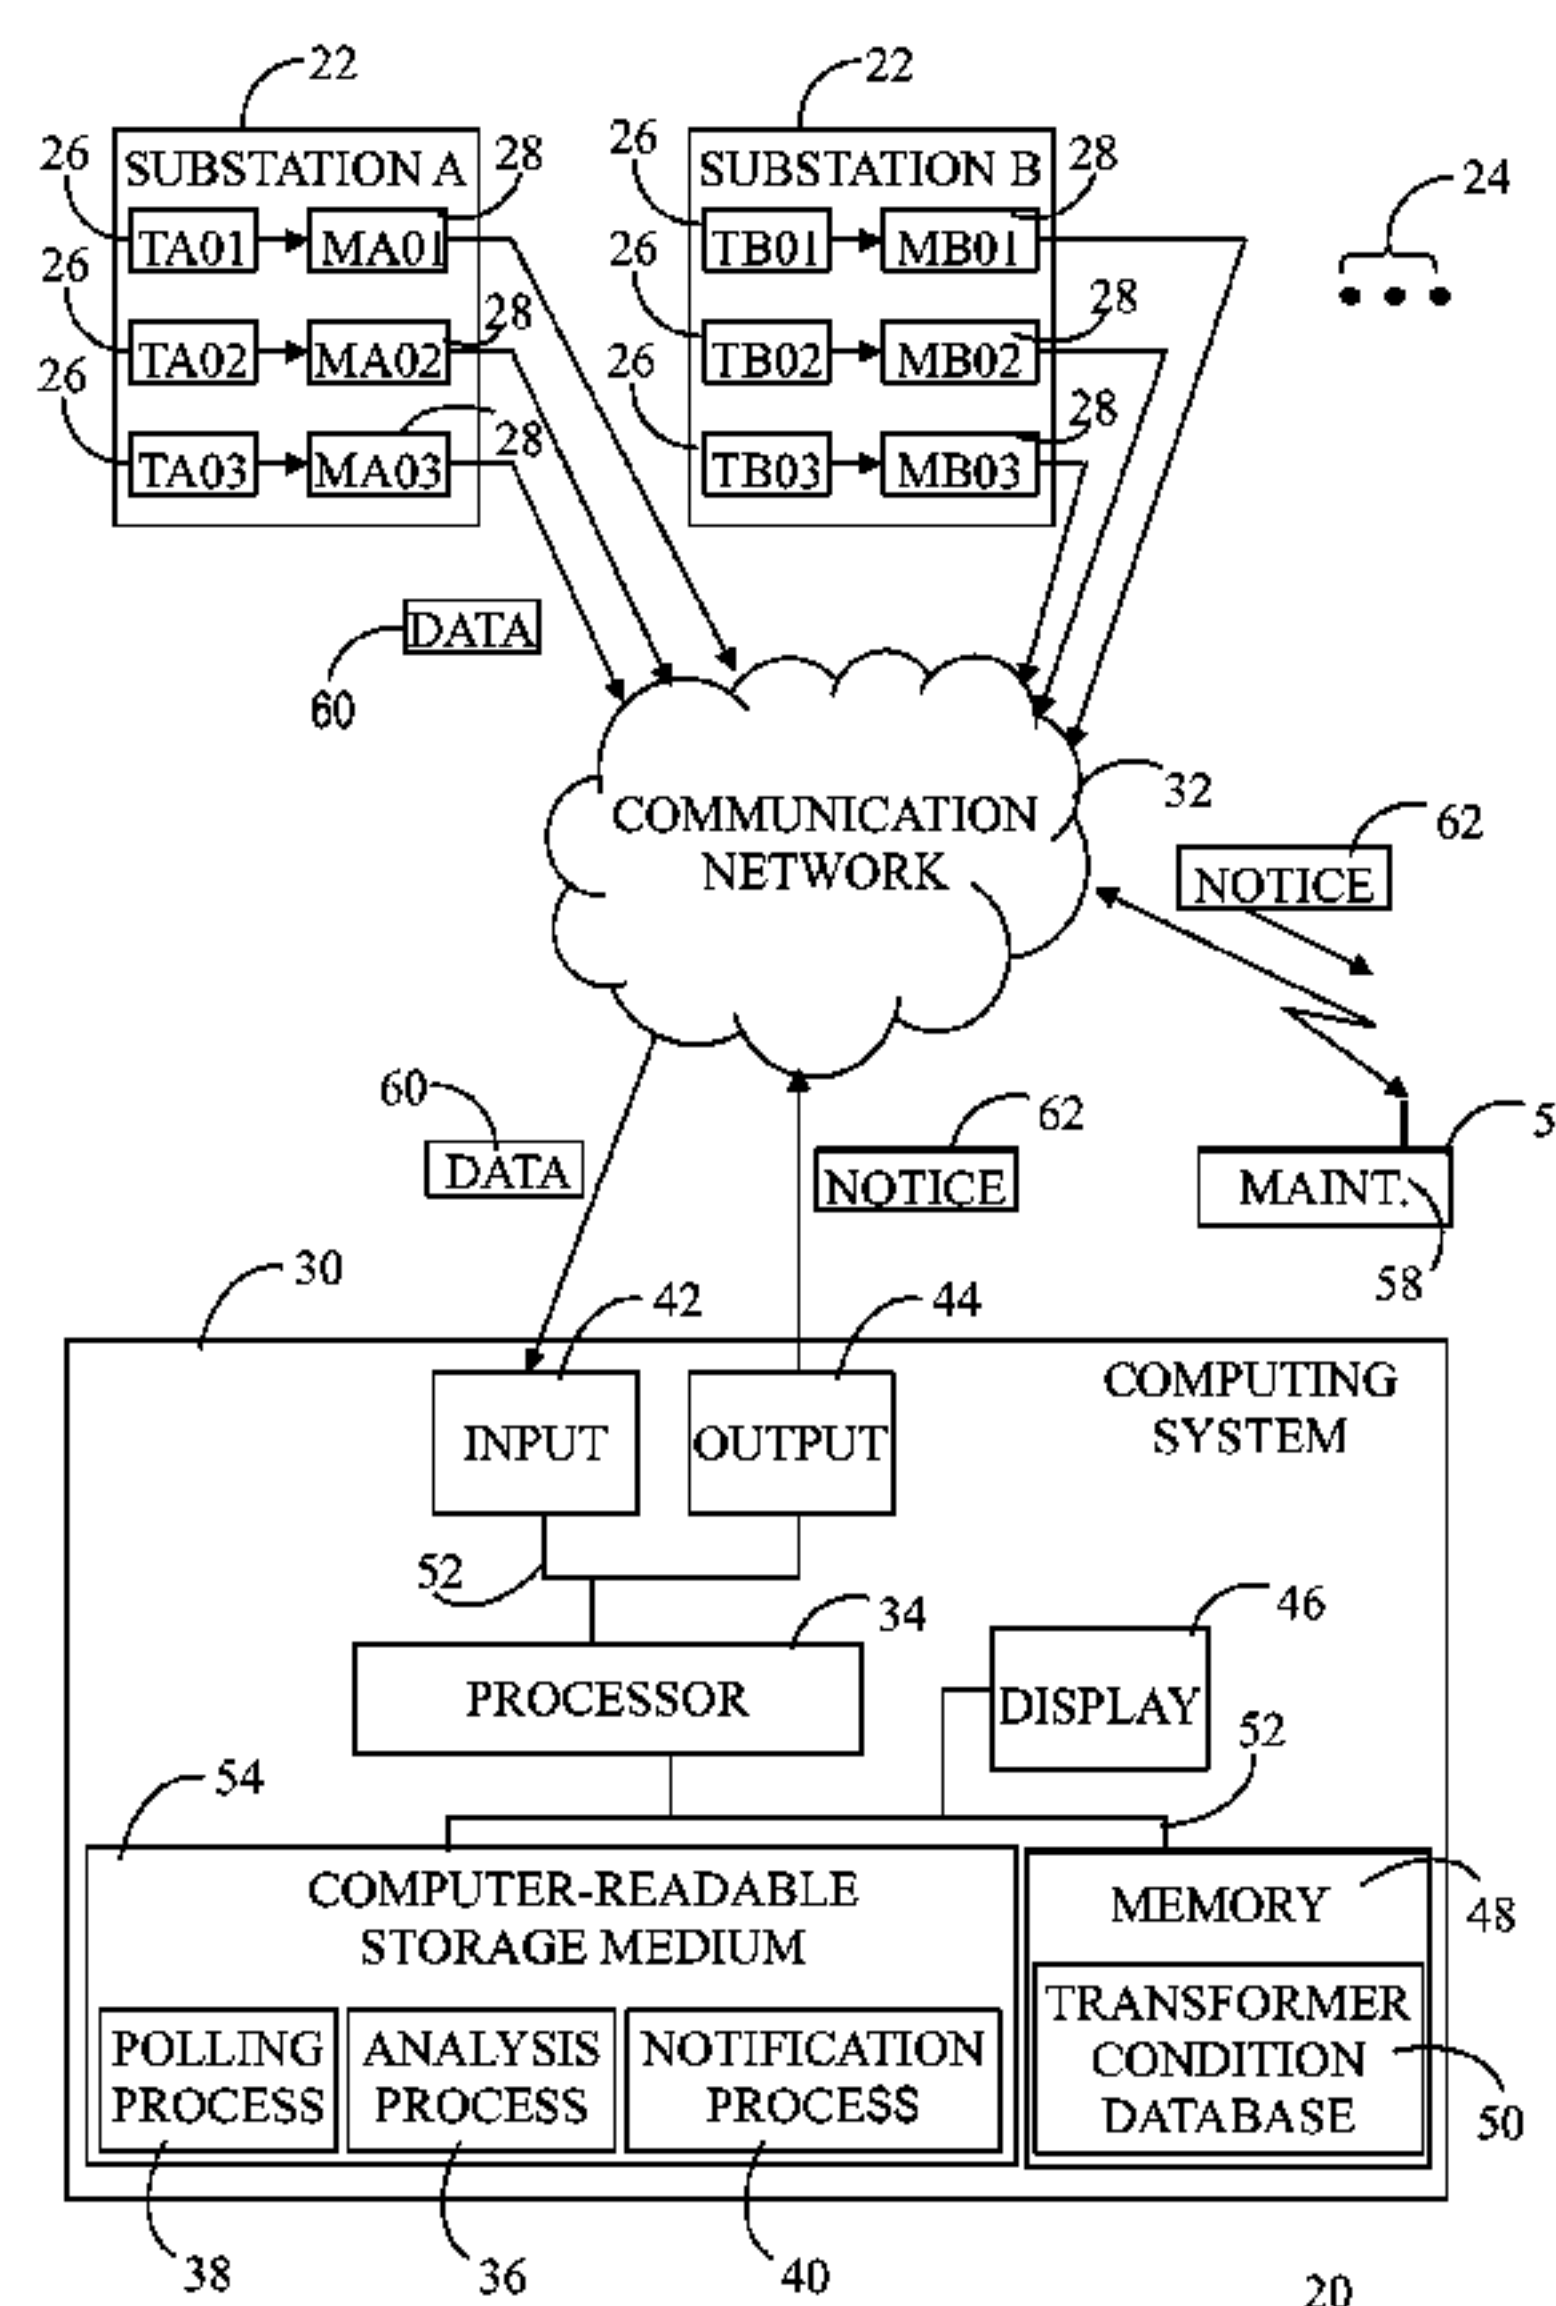 22
22
26
SUBSTATION A
28
26
SUBSTATION B
28
24
TA01
MA01
TB01
MB01
26
28
26
28
TA02
MA02
TB02
MB02
26
28
26
28
TA03
MA03
TB03
MB03
DATA
60
COMMUNICATION
NETWORK
32
62
NOTICE
60
DATA
62
NOTICE
5
MAINT.
58
30
42
44
COMPUTING
SYSTEM
INPUT
OUTPUT
52
34
46
PROCESSOR
DISPLAY
52
54
COMPUTER-READABLE
STORAGE MEDIUM
MEMORY
48
POLLING
PROCESS
ANALYSIS
PROCESS
NOTIFICATION
PROCESS
TRANSFORMER
CONDITION
DATABASE
50
38
36
40
20